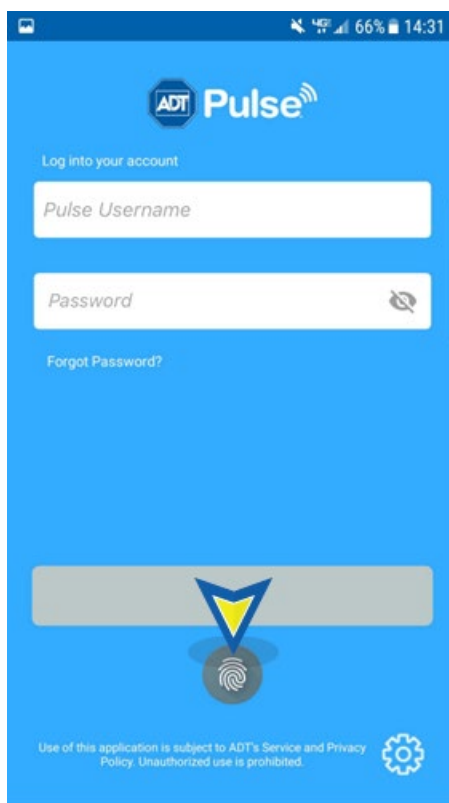 4G 66% 14:31
ADT Pulse
Log into your account
Pulse Username
Password
Forgot Password?
Use of this application is subject to ADT's Service and Privacy
Policy. Unauthorized use is prohibited.